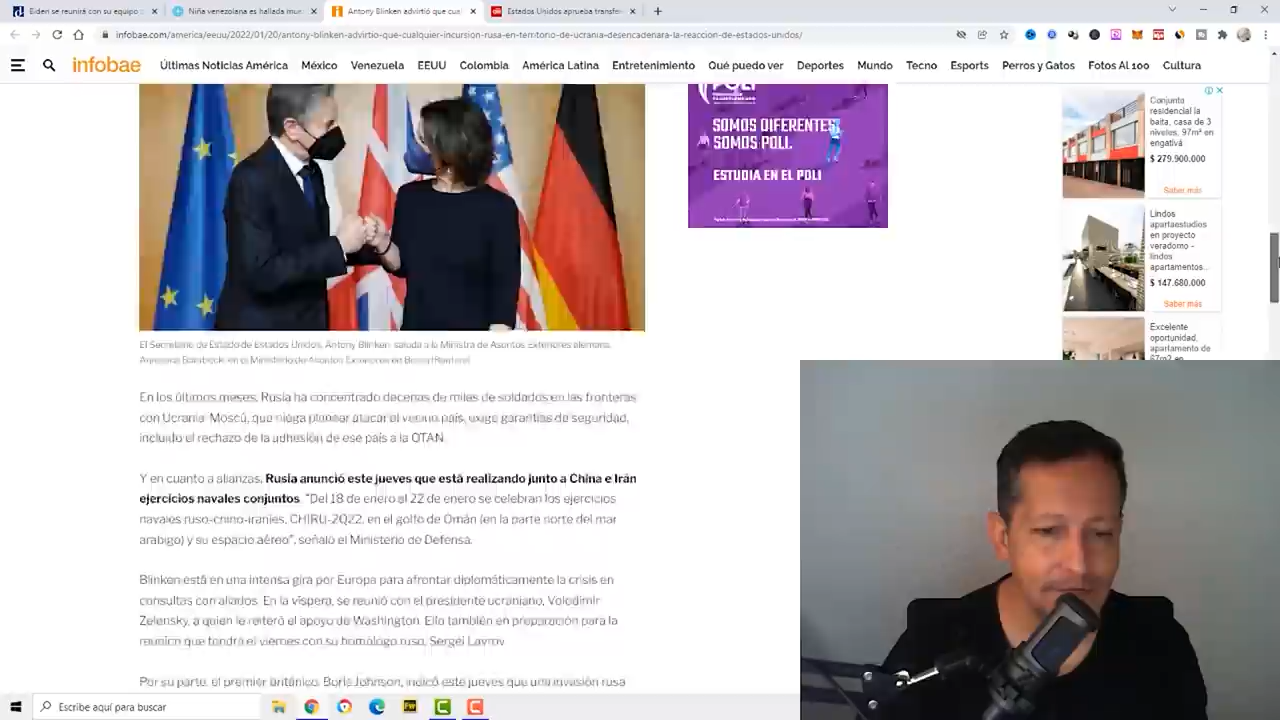 Biden se reunirá con su equipo
Niña venezolana es hallada mue
Antony Blinken advirtió que cua
Estados Unidos aprueba transfer
infobae.com/america/eeuu/2022/01/20/antony-blinken-advirtio-que-cualquier-incursion-rusa-en-territorio-de-ucrania-desencadenara-la-reaccion-de-estados-unidos/
infobae Últimas Noticias América México Venezuela EEUU Colombia América Latina Entretenimiento Qué puedo ver Deportes Mundo Tecno Esports Perros y Gatos Fotos Al 100 Cultura
POLI
SOMOS DIFERENTES,
SOMOS POLI.
ESTUDIA EN EL POLI
Conjunto
residencial la
baita, casa de 3
niveles, 97m² en
engativá
$ 279.900.000
Saber más
Lindos
apartaestudios
en proyecto
veradomo -
lindos
apartamentos...
$ 147.680.000
Saber más
Excelente
oportunidad,
apartamento de
67m2 en
El Secretario de Estado de Estados Unidos, Antony Blinken, saluda a la Ministra de Asuntos Exteriores alemana,
Annalena Baerbock, en el Ministerio de Asuntos Exteriores en Berlín (Reuters)
En los últimos meses, Rusia ha concentrado decenas de miles de soldados en las fronteras
con Ucrania. Moscú, que niega planear atacar al vecino país, exige garantías de seguridad,
incluido el rechazo de la adhesión de ese país a la OTAN.
Y en cuanto a alianzas, Rusia anunció este jueves que está realizando junto a China e Irán
ejercicios navales conjuntos. "Del 18 de enero al 22 de enero se celebran los ejercicios
navales ruso-chino-iraníes, CHIRU-2Q22, en el golfo de Omán (en la parte norte del mar
arábigo) y su espacio aéreo", señaló el Ministerio de Defensa.
Blinken está en una intensa gira por Europa para afrontar diplomáticamente la crisis en
consultas con aliados. En la víspera, se reunió con el presidente ucraniano, Volodimir
Zelensky, a quien le reiteró el apoyo de Washington. Ello también en preparación para la
reunión que tendrá el viernes con su homólogo ruso, Sergei Lavrov.
Por su parte, el premier británico, Boris Johnson, indicó este jueves que una invasión rusa
Escribe aquí para buscar